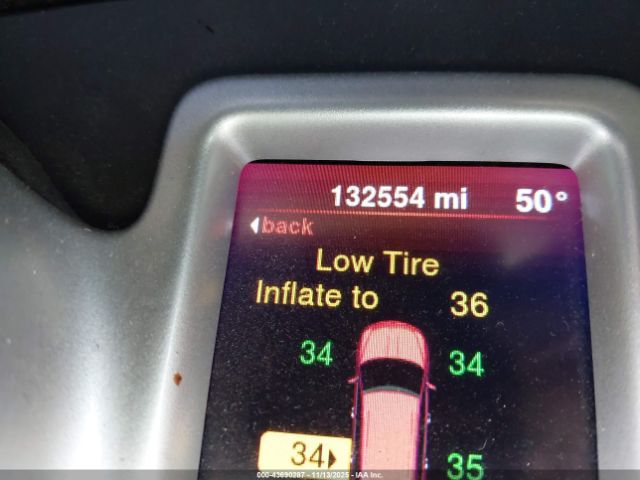 132554 mi 50°
back
Low Tire
Inflate to 36
34 34
34 35
000-43690287 - 11/13/2025 - IAA, Inc.